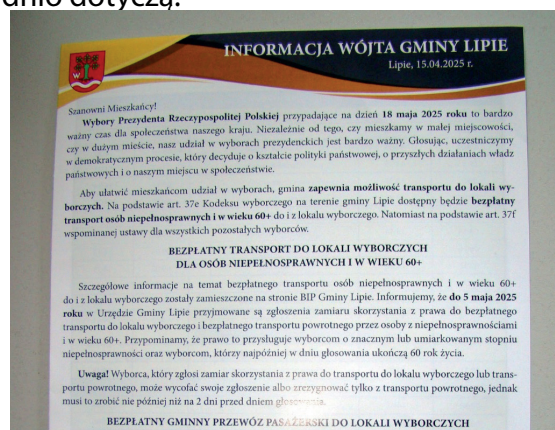 dnio dotyczą.
INFORMACJA WÓJTA GMINY LIPIE
Lipie, 15.04.2025 r.
Szanowni Mieszkańcy!
Wybory Prezydenta Rzeczypospolitej Polskiej przypadające na dzień 18 maja 2025 roku to bardzo
ważny czas dla społeczeństwa naszego kraju. Niezależnie od tego, czy mieszkamy w małej miejscowości,
czy w dużym mieście, nasz udział w wyborach prezydenckich jest bardzo ważny. Głosując, uczestniczymy
w demokratycznym procesie, który decyduje o kształcie polityki państwowej, o przyszłych działaniach władz
państwowych i o naszym miejscu w społeczeństwie.
Aby ułatwić mieszkańcom udział w wyborach, gmina zapewnia możliwość transportu do lokali wy-
borczych. Na podstawie art. 37e Kodeksu wyborczego na terenie gminy Lipie dostępny będzie bezpłatny
transport osób niepełnosprawnych i w wieku 60+ do i z lokalu wyborczego. Natomiast na podstawie art. 37f
wspominanej ustawy dla wszystkich pozostałych wyborców.
BEZPŁATNY TRANSPORT DO LOKALI WYBORCZYCH
DLA OSÓB NIEPEŁNOSPRAWNYCH I W WIEKU 60+
Szczegółowe informacje na temat bezpłatnego transportu osób niepełnosprawnych i w wieku 60+
do i z lokalu wyborczego zostały zamieszczone na stronie BIP Gminy Lipie. Informujemy, że do 5 maja 2025
roku w Urzędzie Gminy Lipie przyjmowane są zgłoszenia zamiaru skorzystania z prawa do bezpłatnego
transportu do lokalu wyborczego i bezpłatnego transportu powrotnego przez osoby z niepełnosprawnościami
i w wieku 60+. Przypominamy, że prawo to przysługuje wyborcom o znacznym lub umiarkowanym stopniu
niepełnosprawności oraz wyborcom, którzy najpóźniej w dniu głosowania ukończą 60 rok życia.
Uwaga! Wyborca, który zgłosi zamiar skorzystania z prawa do transportu do lokalu wyborczego lub trans-
portu powrotnego, może wycofać swoje zgłoszenie albo zrezygnować tylko z transportu powrotnego, jednak
musi to zrobić nie później niż na 2 dni przed dniem głosowania.
BEZPŁATNY GMINNY PRZEWÓZ PASAŻERSKI DO LOKALI WYBORCZYCH